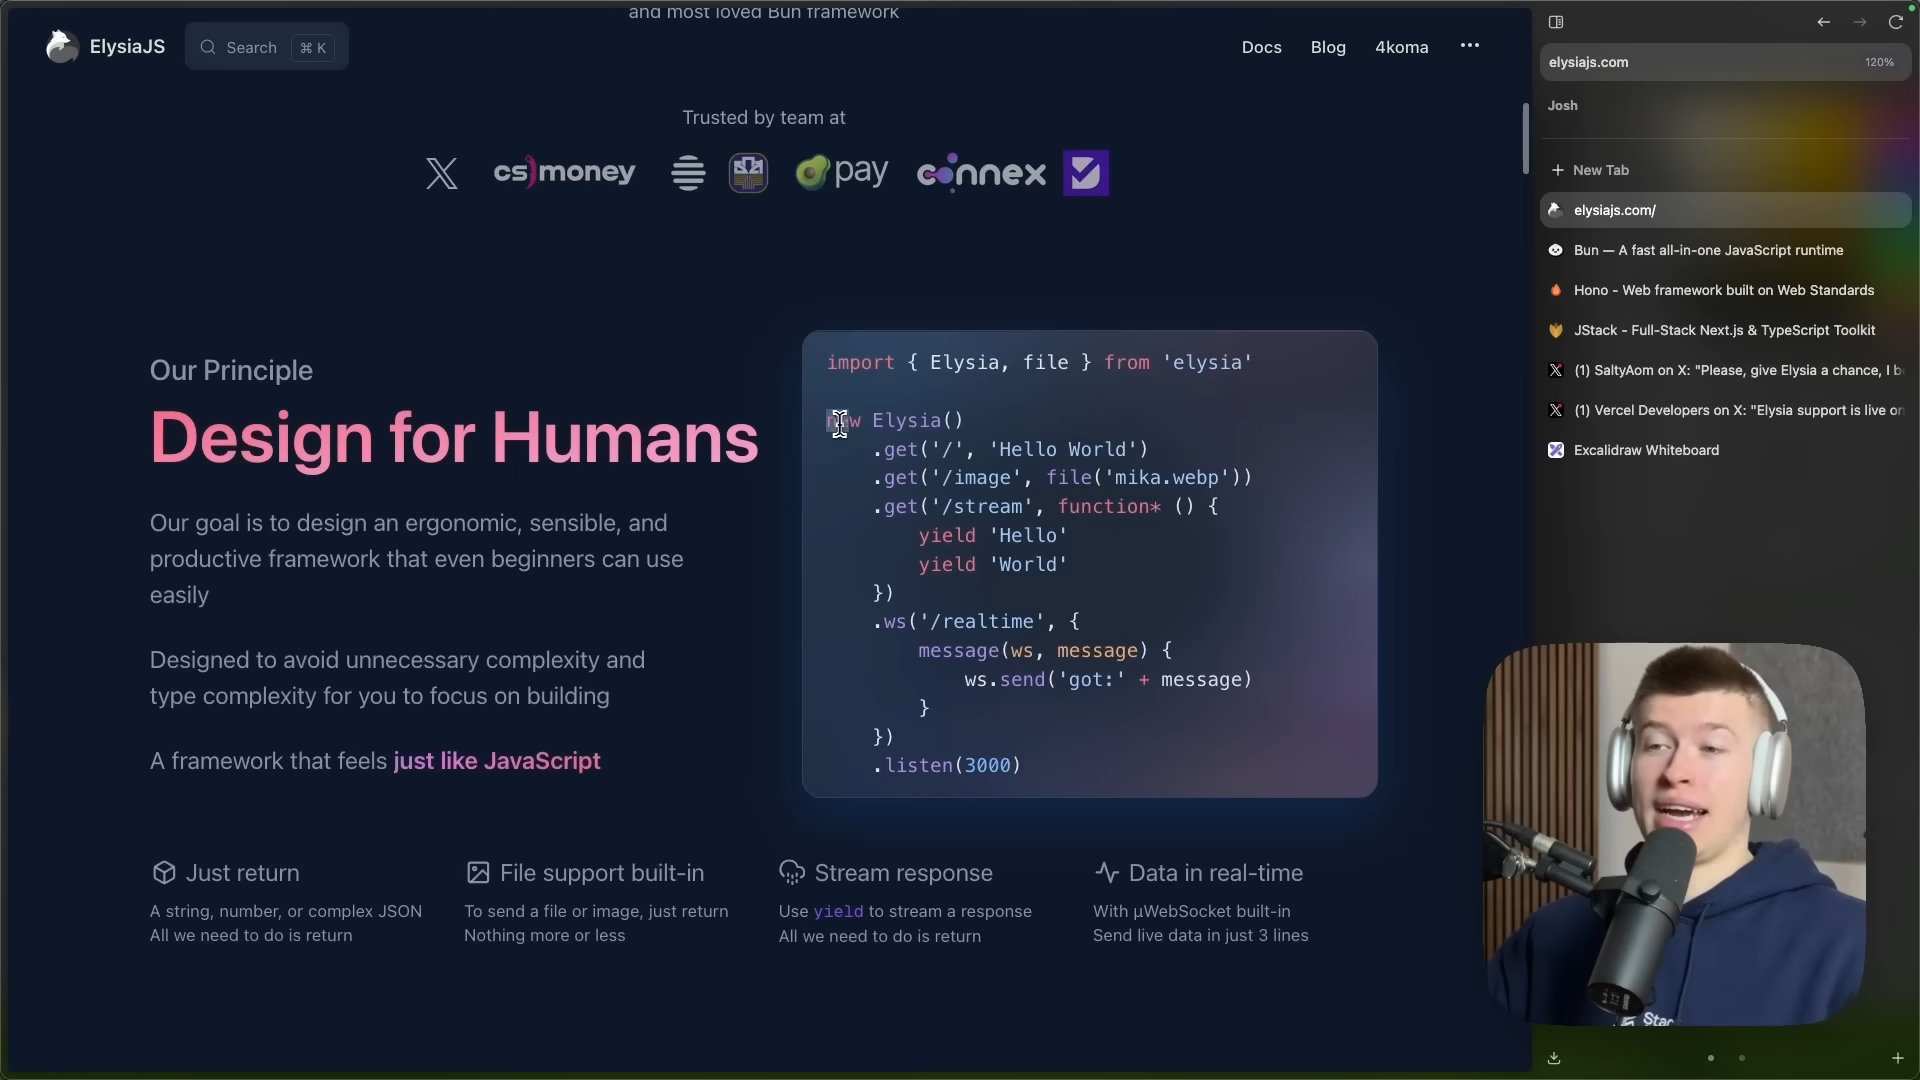 and most loved Bun framework
ElysiaJS
Search
⌘ K
Docs
Blog
4koma
Trusted by team at
cs)money
pay
connex
Our Principle
Design for Humans
Our goal is to design an ergonomic, sensible, and
productive framework that even beginners can use
easily
Designed to avoid unnecessary complexity and
type complexity for you to focus on building
A framework that feels just like JavaScript
import { Elysia, file } from 'elysia'
new Elysia()
.get('/', 'Hello World')
.get('/image', file('mika.webp'))
.get('/stream', function* () {
yield 'Hello'
yield 'World'
})
.ws('/realtime', {
message(ws, message) {
ws.send('got:' + message)
}
})
.listen(3000)
Just return
A string, number, or complex JSON
All we need to do is return
File support built-in
To send a file or image, just return
Nothing more or less
Stream response
Use yield to stream a response
All we need to do is return
Data in real-time
With µWebSocket built-in
Send live data in just 3 lines
elysiajs.com
120%
Josh
New Tab
elysiajs.com/
Bun — A fast all-in-one JavaScript runtime
Hono - Web framework built on Web Standards
JStack - Full-Stack Next.js & TypeScript Toolkit
(1) SaltyAom on X: "Please, give Elysia a chance, I b
(1) Vercel Developers on X: "Elysia support is live on
Excalidraw Whiteboard